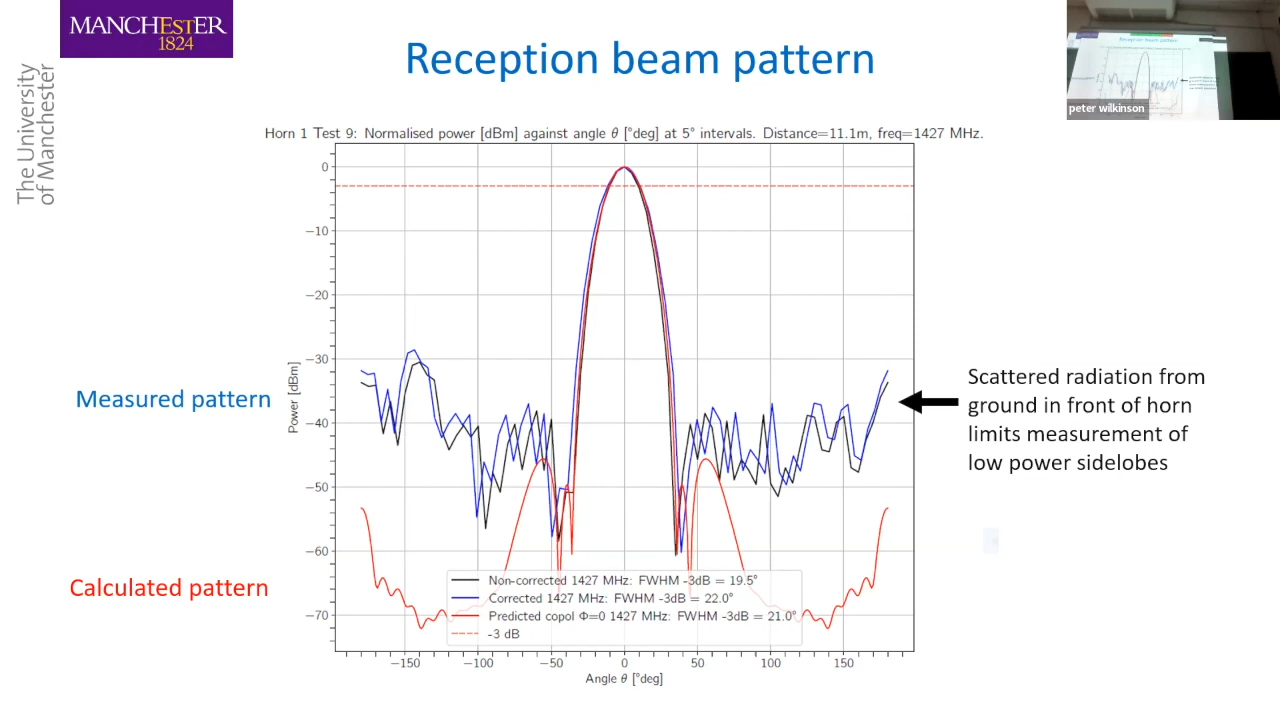 MANCHESTER
1824
The University
of Manchester
Reception beam pattern
peter wilkinson
Horn 1 Test 9: Normalised power [dBm] against angle θ [°deg] at 5° intervals. Distance=11.1m, freq=1427 MHz.
0
−10
−20
−30
−40
−50
−60
−70
Power [dBm]
Measured pattern
Calculated pattern
Scattered radiation from
ground in front of horn
limits measurement of
low power sidelobes
Non-corrected 1427 MHz: FWHM -3dB = 19.5°
Corrected 1427 MHz: FWHM -3dB = 22.0°
Predicted copol Φ=0 1427 MHz: FWHM -3dB = 21.0°
-3 dB
−150
−100
−50
0
50
100
150
Angle θ [°deg]